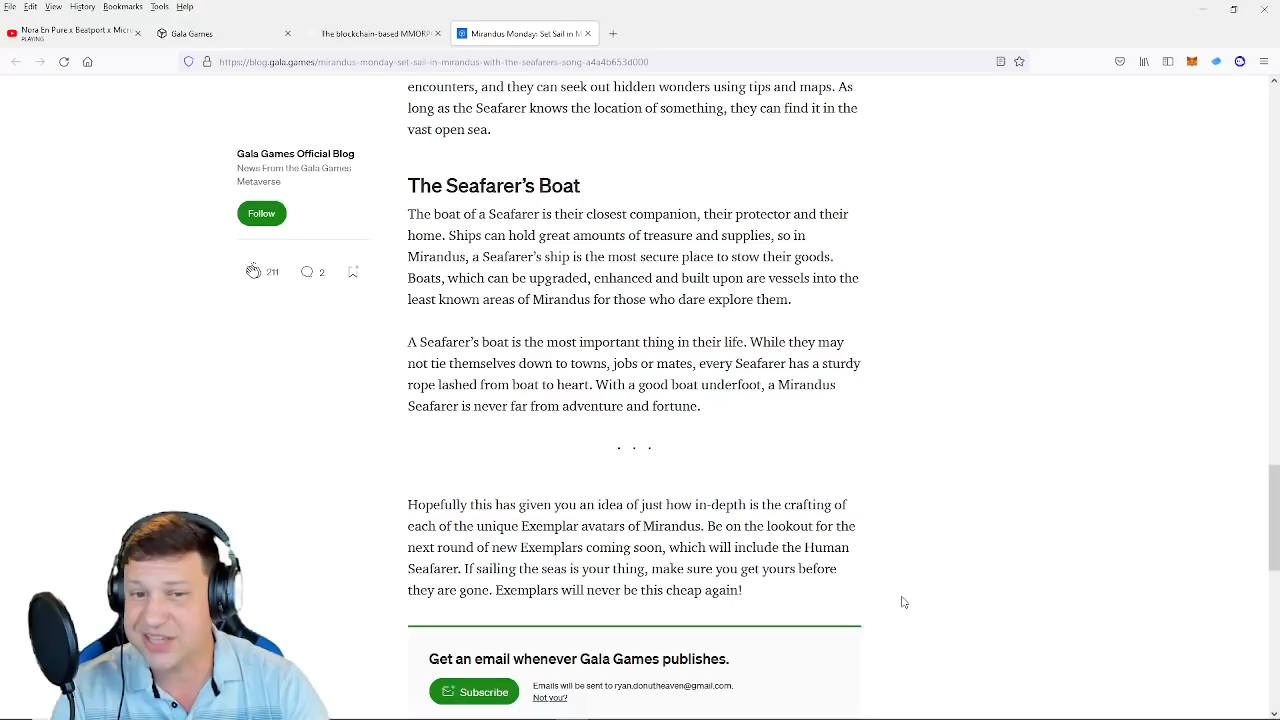 File Edit View History Bookmarks Tools Help
Nora En Pure x Beatport x Micr
PLAYING
Gala Games
The blockchain-based MMORP
Mirandus Monday: Set Sail in M
https://blog.gala.games/mirandus-monday-set-sail-in-mirandus-with-the-seafarers-song-a4a4b653d000
encounters, and they can seek out hidden wonders using tips and maps. As
long as the Seafarer knows the location of something, they can find it in the
vast open sea.
Gala Games Official Blog
News From the Gala Games
Metaverse
Follow
211
2
The Seafarer’s Boat
The boat of a Seafarer is their closest companion, their protector and their
home. Ships can hold great amounts of treasure and supplies, so in
Mirandus, a Seafarer’s ship is the most secure place to stow their goods.
Boats, which can be upgraded, enhanced and built upon are vessels into the
least known areas of Mirandus for those who dare explore them.
A Seafarer’s boat is the most important thing in their life. While they may
not tie themselves down to towns, jobs or mates, every Seafarer has a sturdy
rope lashed from boat to heart. With a good boat underfoot, a Mirandus
Seafarer is never far from adventure and fortune.
. . .
Hopefully this has given you an idea of just how in-depth is the crafting of
each of the unique Exemplar avatars of Mirandus. Be on the lookout for the
next round of new Exemplars coming soon, which will include the Human
Seafarer. If sailing the seas is your thing, make sure you get yours before
they are gone. Exemplars will never be this cheap again!
Get an email whenever Gala Games publishes.
Subscribe
Emails will be sent to ryan.donutheaven@gmail.com.
Not you?